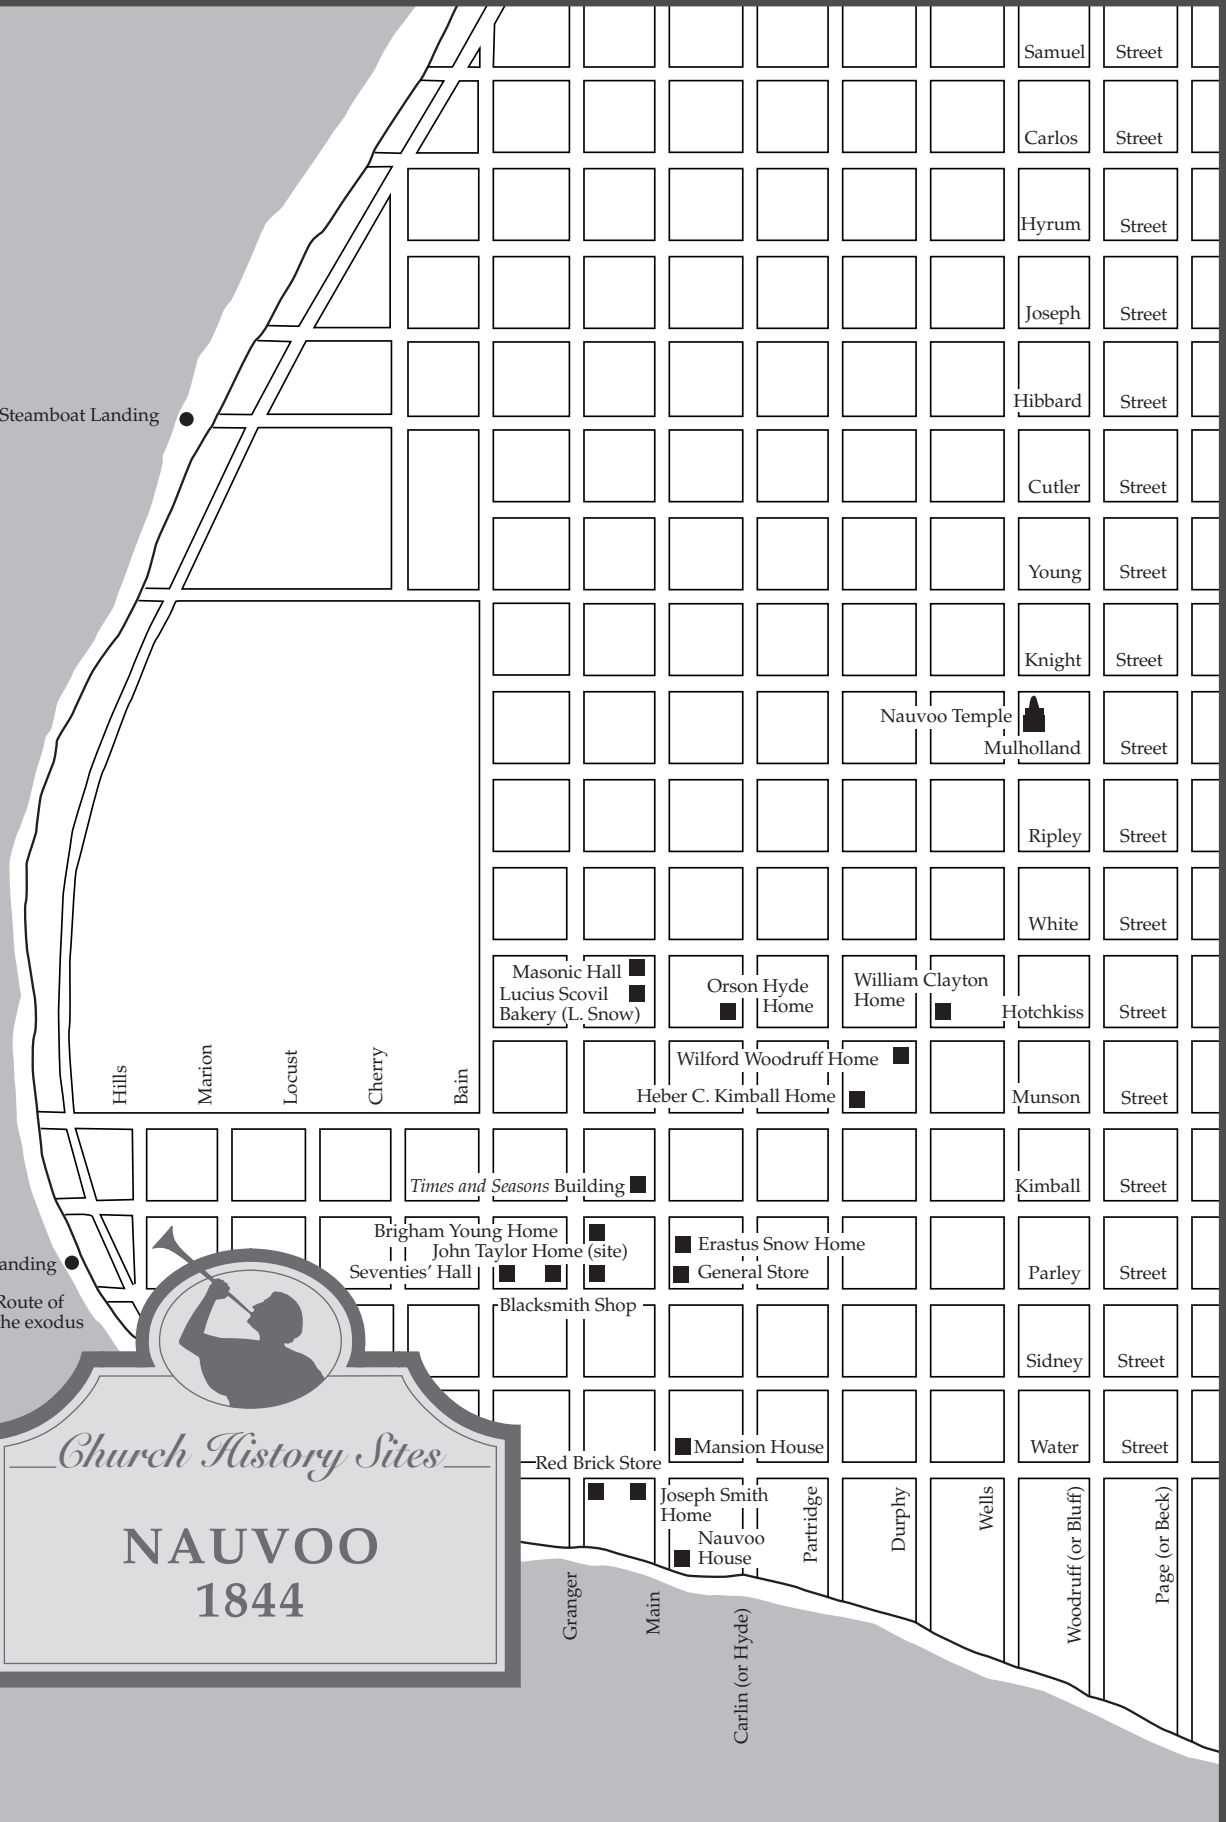 Samuel Street
Carlos Street
Hyrum Street
Joseph Street
Hibbard Street
Steamboat Landing
Cutler Street
Young Street
Knight Street
Nauvoo Temple
Mulholland Street
Ripley Street
White Street
Masonic Hall
Lucius Scovil
Bakery (L. Snow)
Orson Hyde
Home
William Clayton
Home
Hotchkiss Street
Wilford Woodruff Home
Heber C. Kimball Home
Munson Street
Hills
Marion
Locust
Cherry
Bain
Times and Seasons Building
Kimball Street
Brigham Young Home
John Taylor Home (site)
Seventies' Hall
Erastus Snow Home
General Store
Parley Street
anding
Route of
he exodus
Blacksmith Shop
Sidney Street
Mansion House
Water Street
Red Brick Store
Joseph Smith
Home
Nauvoo
House
Partridge
Durphy
Wells
Woodruff (or Bluff)
Page (or Beck)
Granger
Main
Carlin (or Hyde)
Church History Sites
NAUVOO
1844